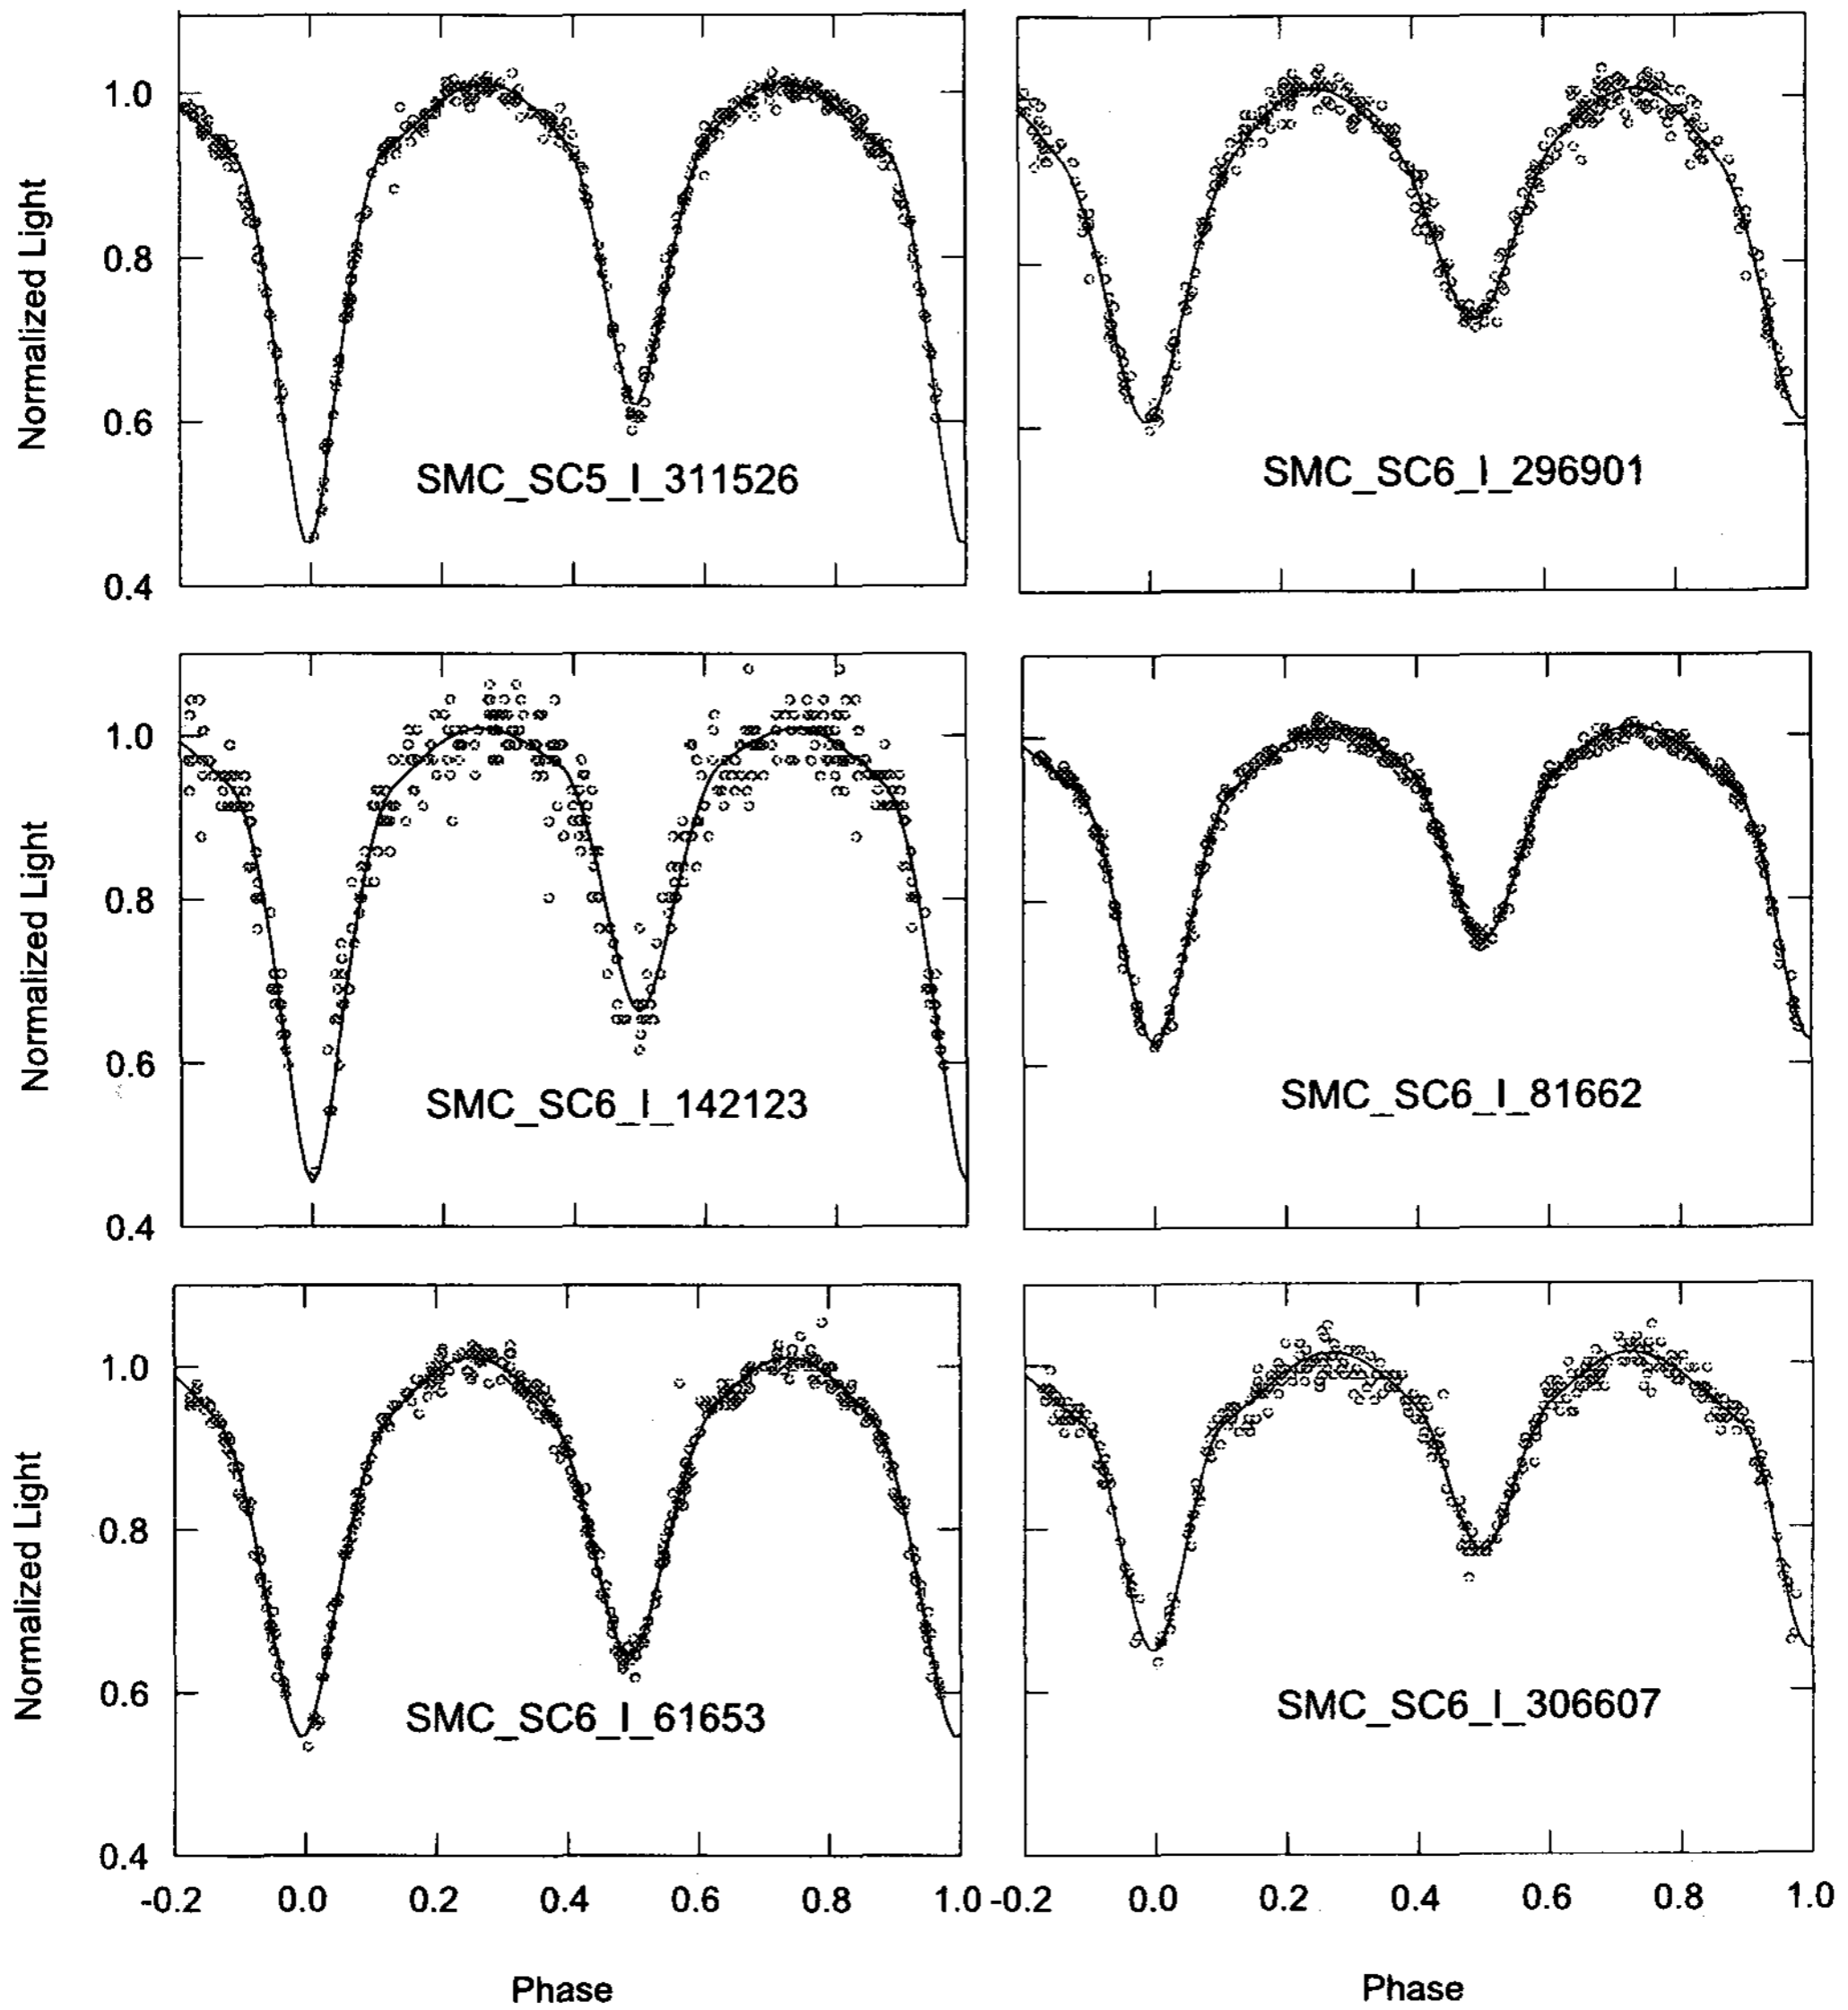 1.0
0.8
0.6
0.4
Normalized Light
SMC_SC5_I_311526
SMC_SC6_I_296901
1.0
0.8
0.6
0.4
Normalized Light
SMC_SC6_I_142123
SMC_SC6_I_81662
1.0
0.8
0.6
0.4
Normalized Light
SMC_SC6_I_61653
SMC_SC6_I_306607
-0.2 0.0 0.2 0.4 0.6 0.8 1.0
-0.2 0.0 0.2 0.4 0.6 0.8 1.0
Phase
Phase